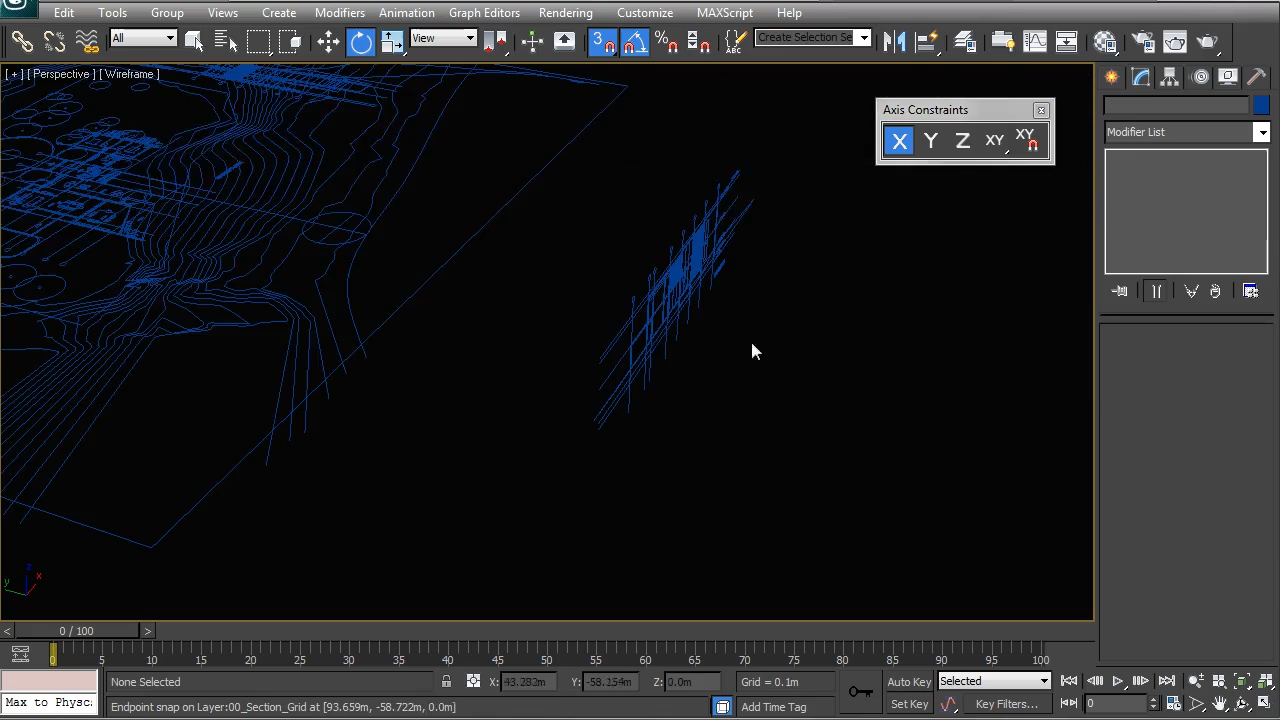 Edit Tools Group Views Create Modifiers Animation Graph Editors Rendering Customize MAXScript Help
All View 3 ABC Create Selection Se
[ + ] [ Perspective ] [ Wireframe ]
Axis Constraints
X Y Z XY XY
Modifier List
z
x
y
< 0 / 100 >
0 5 10 15 20 25 30 35 40 45 50 55 60 65 70 75 80 85 90 95 100
None Selected X: 43.282m Y: -58.154m Z: 0.0m Grid = 0.1m Auto Key Selected
Max to Physc: Endpoint snap on Layer:00_Section_Grid at [93.659m, -58.722m, 0.0m] Add Time Tag Set Key Key Filters... 0